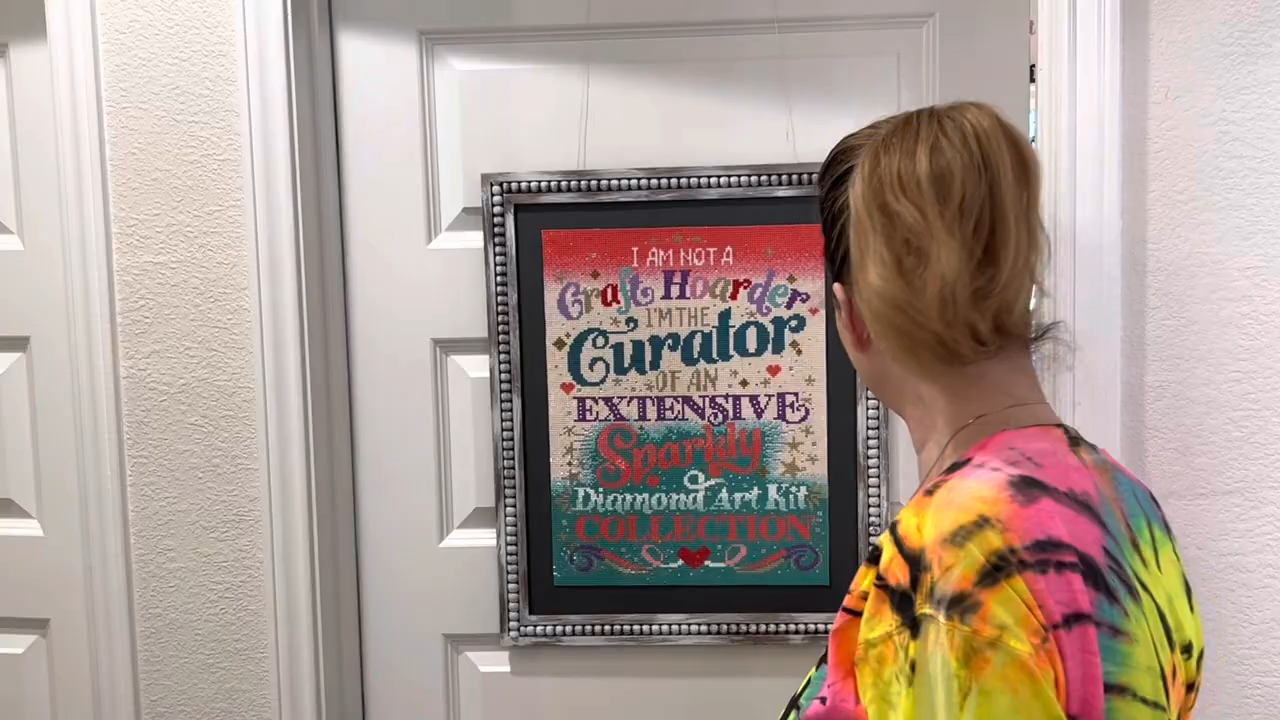 I AM NOT A
Craft Hoarder
I'M THE
Curator
OF AN
EXTENSIVE
Sparkly
Diamond Art Kit
COLLECTION